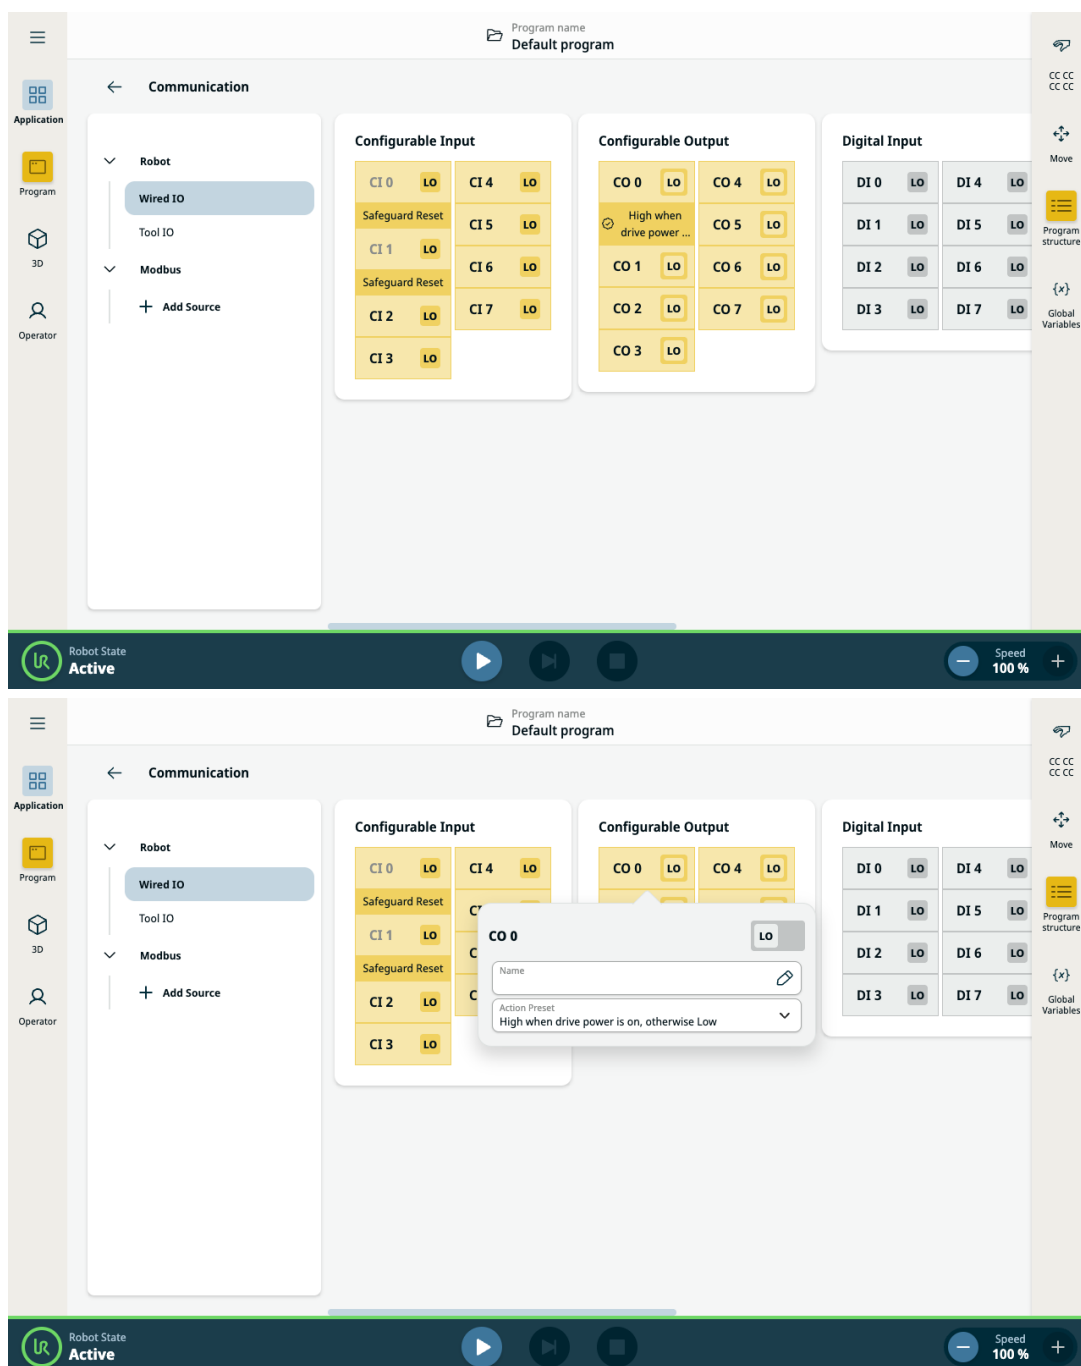 Program name
Default program
Application
Program
3D
Operator
Communication
Robot
Wired IO
Tool IO
Modbus
Add Source
Configurable Input
CI 0 LO CI 4 LO
Safeguard Reset
CI 5 LO
CI 1 LO
CI 6 LO
Safeguard Reset
CI 2 LO
CI 7 LO
CI 3 LO
Configurable Output
CO 0 LO CO 4 LO
High when
drive power ...
CO 5 LO
CO 1 LO CO 6 LO
CO 2 LO CO 7 LO
CO 3 LO
Digital Input
DI 0 LO DI 4 LO
DI 1 LO DI 5 LO
DI 2 LO DI 6 LO
DI 3 LO DI 7 LO
CC CC
CC CC
Move
Program
structure
{x}
Global
Variables
UR
Robot State
Active
Speed
100 %
Program name
Default program
Application
Program
3D
Operator
Communication
Robot
Wired IO
Tool IO
Modbus
Add Source
Configurable Input
CI 0 LO CI 4 LO
Safeguard Reset
CI 1 LO
Safeguard Reset
CI 2 LO
CI 3 LO
Configurable Output
CO 0 LO CO 4 LO
CO 0
LO
Name
Action Preset
High when drive power is on, otherwise Low
Digital Input
DI 0 LO DI 4 LO
DI 1 LO DI 5 LO
DI 2 LO DI 6 LO
DI 3 LO DI 7 LO
CC CC
CC CC
Move
Program
structure
{x}
Global
Variables
UR
Robot State
Active
Speed
100 %